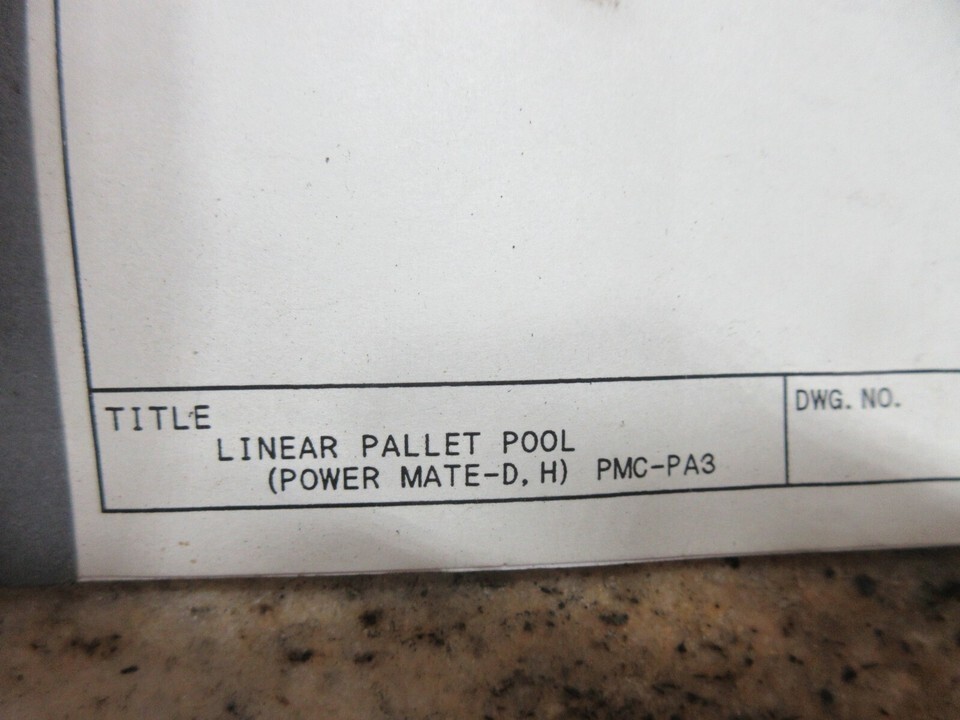 TITLE
LINEAR PALLET POOL
(POWER MATE-D, H) PMC-PA3
DWG. NO.